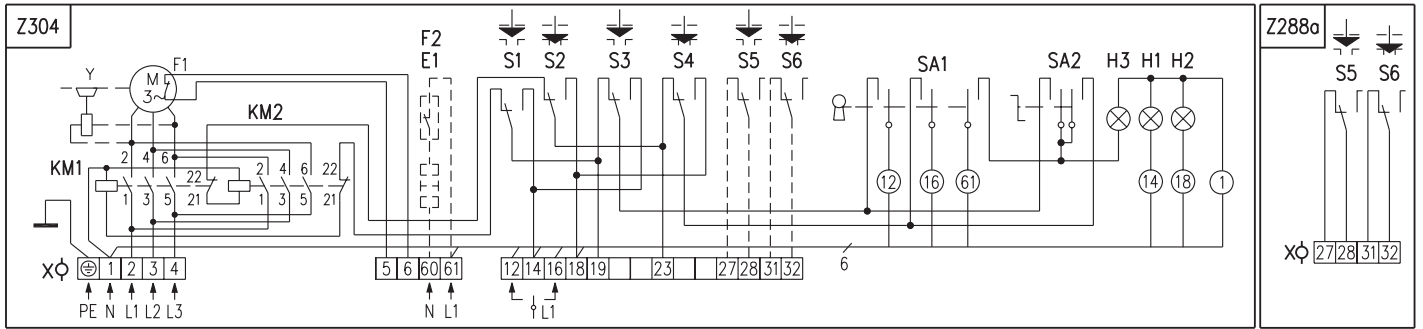 Z304
Z288a
F2
E1
S1 S2 S3 S4 S5 S6
SA1 SA2 H3 H1 H2
S5 S6
Y
F1
M
3~
KM2
KM1
2 4 6
22
2 4 6 22
1 3 5 21
1 3 5 21
12 16 61 14 18 1
6
X 1 2 3 4
5 6 60 61
12 14 16 18 19 23 27 28 31 32
X 27 28 31 32
PE N L1 L2 L3
N L1
L1